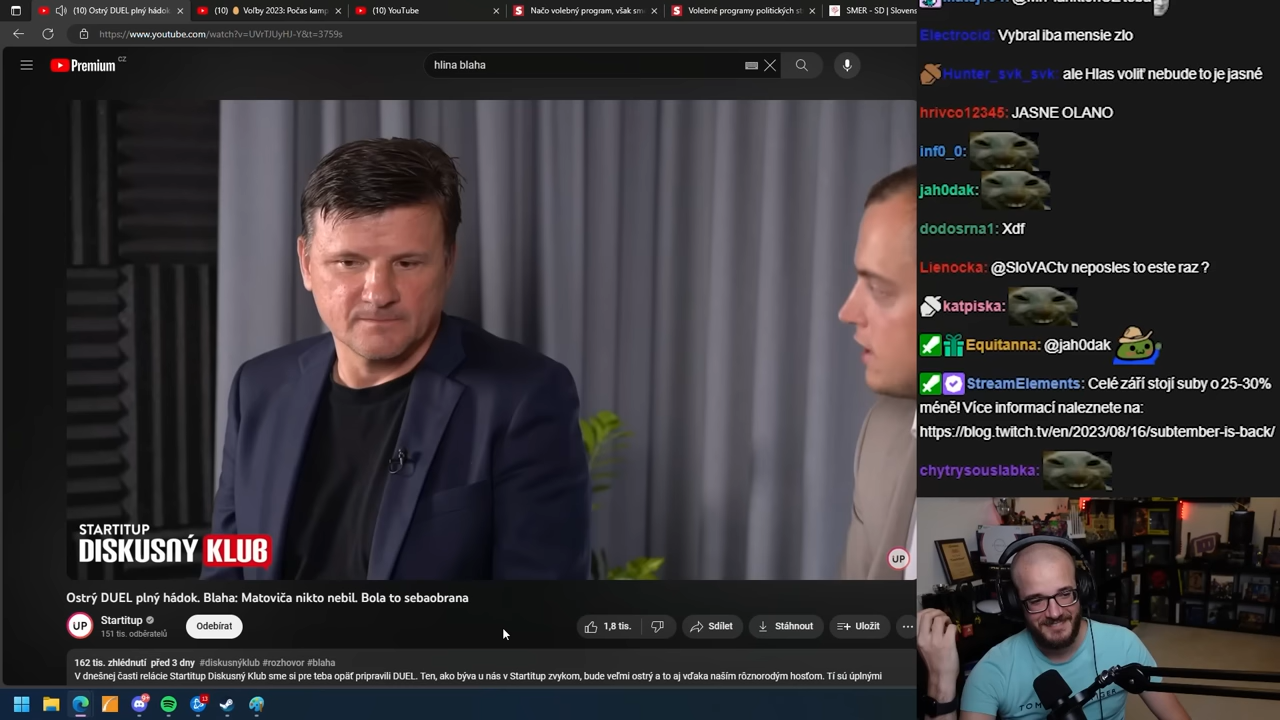 (10) Ostrý DUEL plný hádok
(10) Voľby 2023: Počas kamp
(10) YouTube
Načo volebný program, však sm
Volebné programy politických st
SMER - SD | Slovens
https://www.youtube.com/watch?v=UVrTJUyHJ-Y&t=3759s
Premium CZ
hlina blaha
STARTITUP
DISKUSNÝ KLUB
UP
Ostrý DUEL plný hádok. Blaha: Matoviča nikto nebil. Bola to sebaobrana
UP
Startitup
151 tis. odběratelů
Odebírat
1,8 tis.
Sdílet
Stáhnout
Uložit
162 tis. zhlédnutí před 3 dny #diskusnýklub #rozhovor #blaha
V dnešnej časti relácie Startitup Diskusný Klub sme si pre teba opäť pripravili DUEL. Ten, ako býva u nás v Startitup zvykom, bude veľmi ostrý a to aj vďaka našim rôznorodým hosťom. Tí sú úplnými
Electrocid: Vybral iba mensie zlo
Hunter_svk_svk: ale Hlas voliť nebude to je jasné
hrivco12345: JASNE OLANO
inf0_0:
jah0dak:
dodosrna1: Xdf
Lienocka: @SloVACtv neposles to este raz ?
katpiska:
Equitanna: @jah0dak
StreamElements: Celé září stojí suby o 25-30%
méně! Více informací naleznete na:
https://blog.twitch.tv/en/2023/08/16/subtember-is-back/
chytrysouslabka: